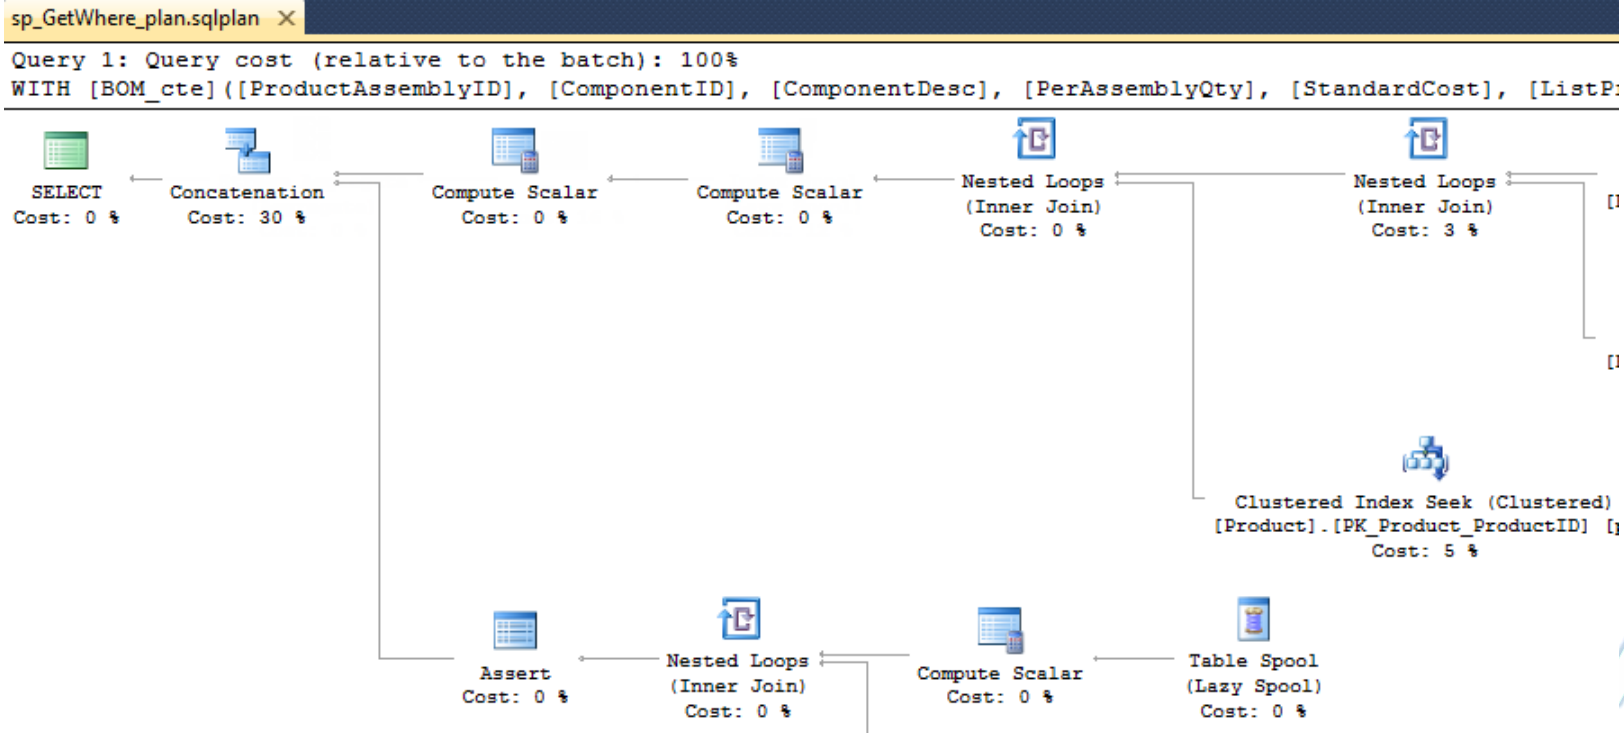 sp_GetWhere_plan.sqlplan
Query 1: Query cost (relative to the batch): 100%
WITH [BOM_cte]([ProductAssemblyID], [ComponentID], [ComponentDesc], [PerAssemblyQty], [StandardCost], [ListPr
SELECT
Cost: 0 %
Concatenation
Cost: 30 %
Compute Scalar
Cost: 0 %
Compute Scalar
Cost: 0 %
Nested Loops
(Inner Join)
Cost: 0 %
Nested Loops
(Inner Join)
Cost: 3 %
Clustered Index Seek (Clustered)
[Product].[PK_Product_ProductID] [p
Cost: 5 %
Assert
Cost: 0 %
Nested Loops
(Inner Join)
Cost: 0 %
Compute Scalar
Cost: 0 %
Table Spool
(Lazy Spool)
Cost: 0 %